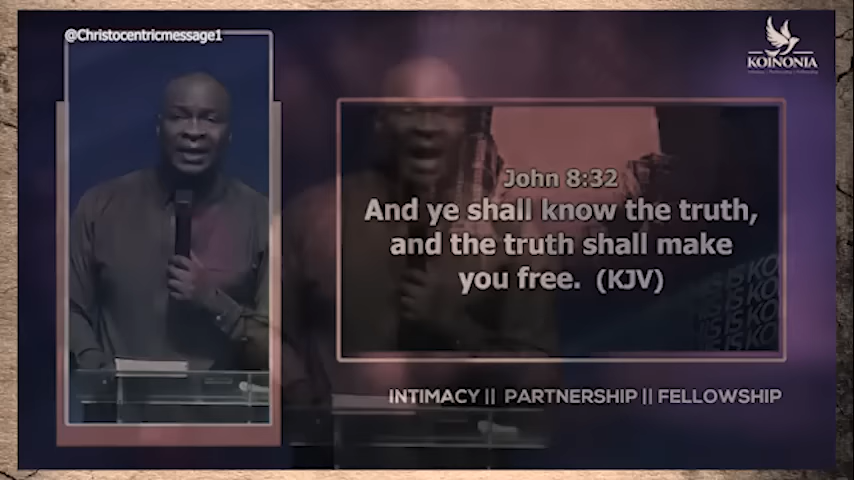 @Christocentricmessage1
KOINONIA
John 8:32
And ye shall know the truth,
and the truth shall make
you free. (KJV)
INTIMACY || PARTNERSHIP || FELLOWSHIP